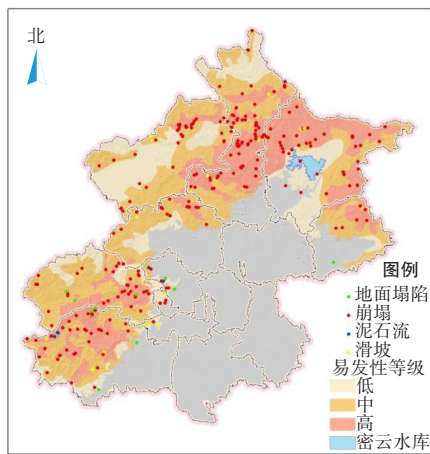 北
图例
地面塌陷
崩塌
泥石流
滑坡
易发性等级
低
中
高
密云水库